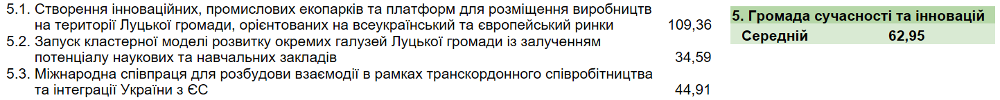 5.1. Створення інноваційних, промислових екопарків та платформ для розміщення виробництв
на території Луцької громади, орієнтованих на всеукраїнський та європейський ринки 109,36
5.2. Запуск кластерної моделі розвитку окремих галузей Луцької громади із залученням
потенціалу наукових та навчальних закладів 34,59
5.3. Міжнародна співпраця для розбудови взаємодії в рамках транскордонного співробітництва
та інтеграції України з ЄС 44,91
5. Громада сучасності та інновацій
Середній 62,95